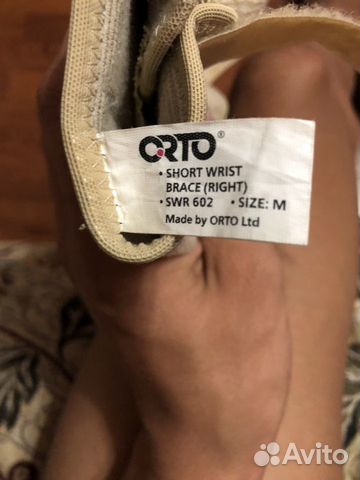 ORTO®
• SHORT WRIST
BRACE (RIGHT)
• SWR 602 • SIZE: M
Made by ORTO Ltd
Avito